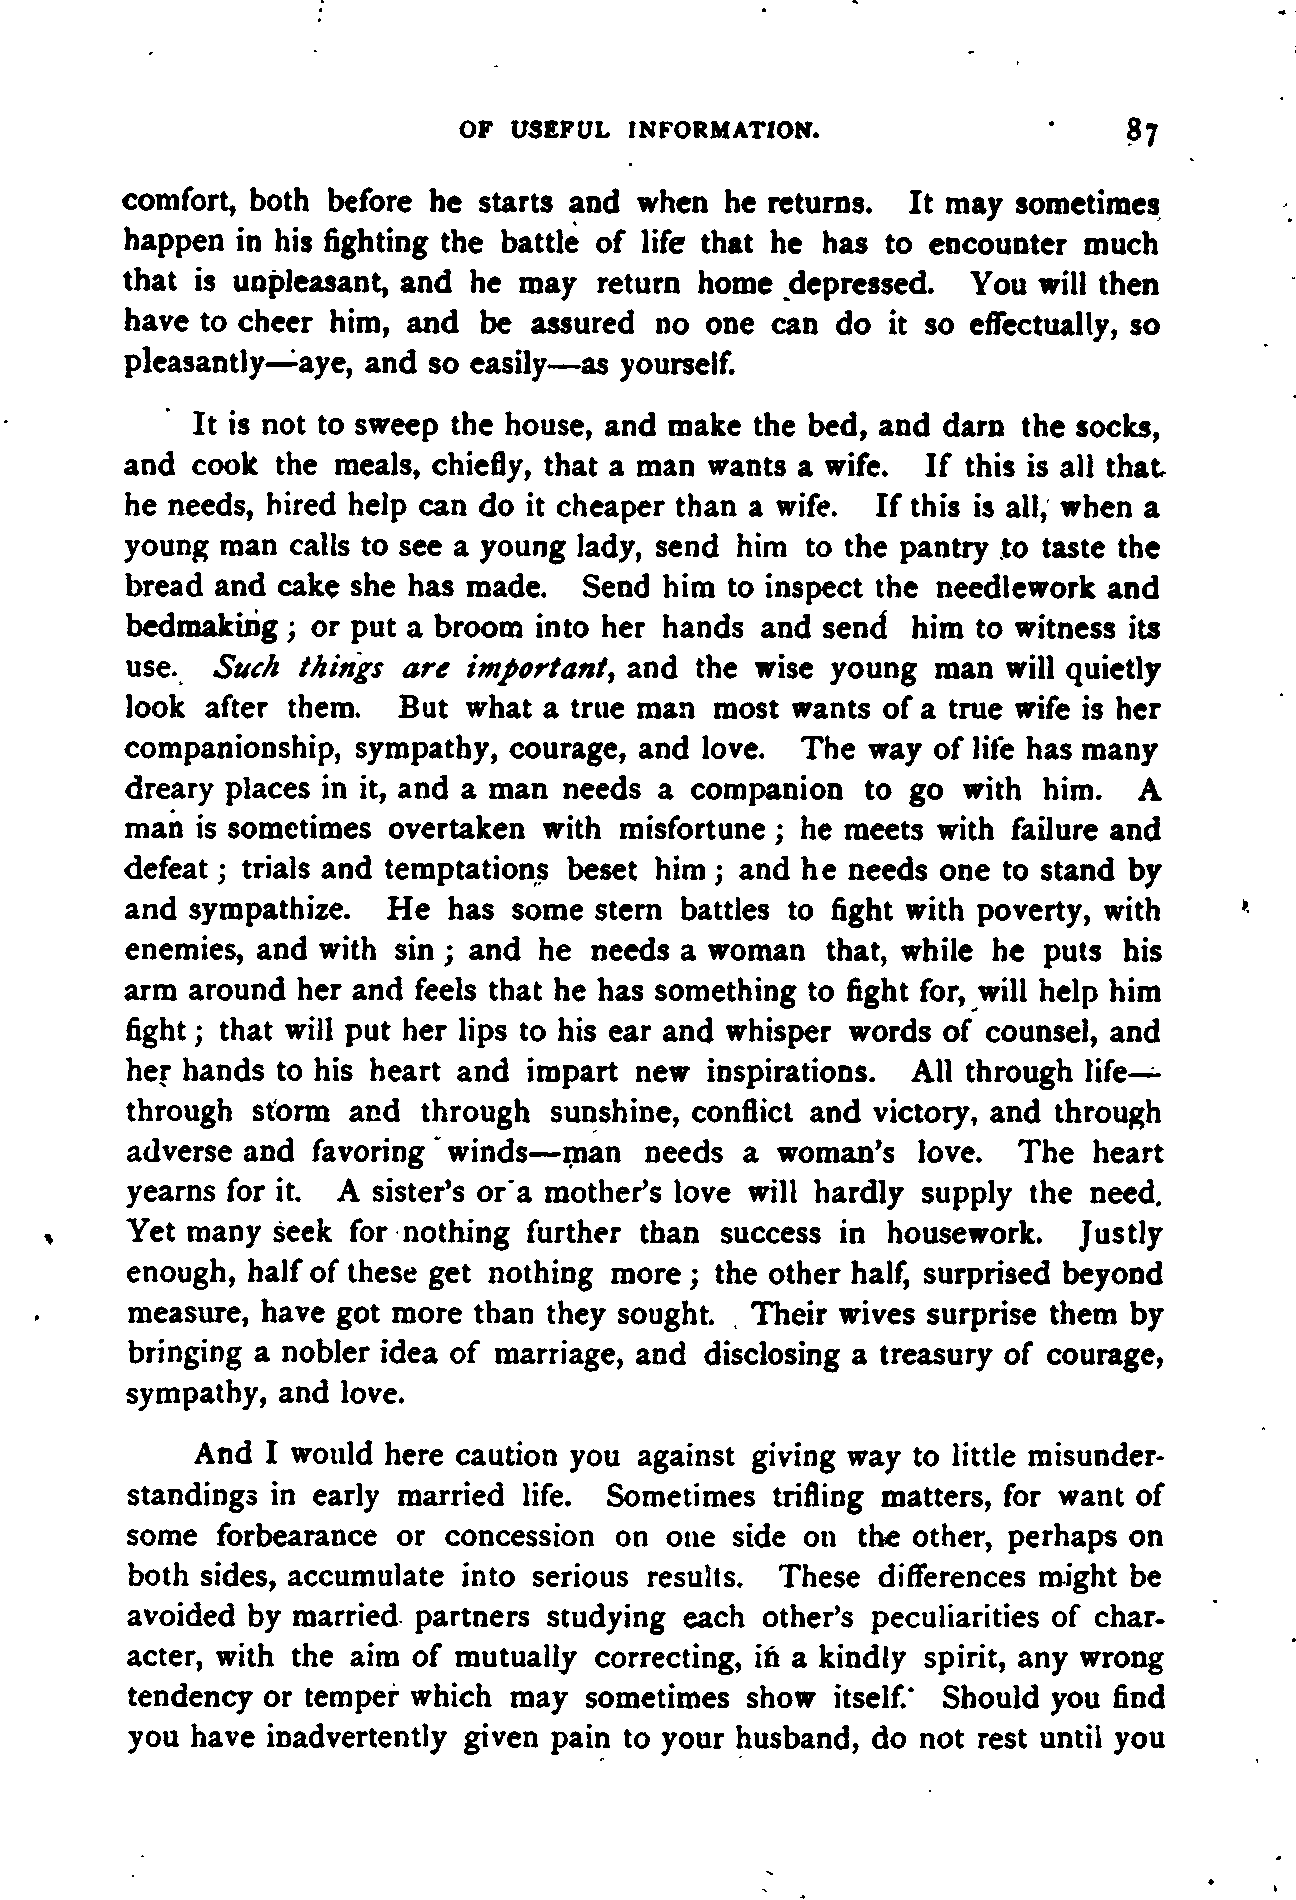 OF USEFUL INFORMATION. 87
comfort, both before he starts and when he returns. It may sometimes
happen in his fighting the battle of life that he has to encounter much
that is unpleasant, and he may return home depressed. You will then
have to cheer him, and be assured no one can do it so effectually, so
pleasantly—aye, and so easily—as yourself.
It is not to sweep the house, and make the bed, and darn the socks,
and cook the meals, chiefly, that a man wants a wife. If this is all that
he needs, hired help can do it cheaper than a wife. If this is all, when a
young man calls to see a young lady, send him to the pantry to taste the
bread and cake she has made. Send him to inspect the needlework and
bedmaking; or put a broom into her hands and send him to witness its
use. Such things are important, and the wise young man will quietly
look after them. But what a true man most wants of a true wife is her
companionship, sympathy, courage, and love. The way of life has many
dreary places in it, and a man needs a companion to go with him. A
man is sometimes overtaken with misfortune; he meets with failure and
defeat; trials and temptations beset him; and he needs one to stand by
and sympathize. He has some stern battles to fight with poverty, with
enemies, and with sin; and he needs a woman that, while he puts his
arm around her and feels that he has something to fight for, will help him
fight; that will put her lips to his ear and whisper words of counsel, and
her hands to his heart and impart new inspirations. All through life—
through storm and through sunshine, conflict and victory, and through
adverse and favoring winds—man needs a woman's love. The heart
yearns for it. A sister's or a mother's love will hardly supply the need.
Yet many seek for nothing further than success in housework. Justly
enough, half of these get nothing more; the other half, surprised beyond
measure, have got more than they sought. Their wives surprise them by
bringing a nobler idea of marriage, and disclosing a treasury of courage,
sympathy, and love.
And I would here caution you against giving way to little misunder-
standings in early married life. Sometimes trifling matters, for want of
some forbearance or concession on one side on the other, perhaps on
both sides, accumulate into serious results. These differences might be
avoided by married partners studying each other's peculiarities of char-
acter, with the aim of mutually correcting, in a kindly spirit, any wrong
tendency or temper which may sometimes show itself. Should you find
you have inadvertently given pain to your husband, do not rest until you